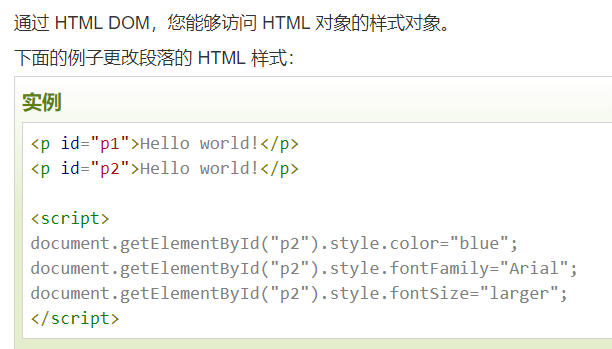 通过 HTML DOM，您能够访问 HTML 对象的样式对象。
下面的例子更改段落的 HTML 样式：
实例
<p id="p1">Hello world!</p>
<p id="p2">Hello world!</p>
<script>
document.getElementById("p2").style.color="blue";
document.getElementById("p2").style.fontFamily="Arial";
document.getElementById("p2").style.fontSize="larger";
</script>